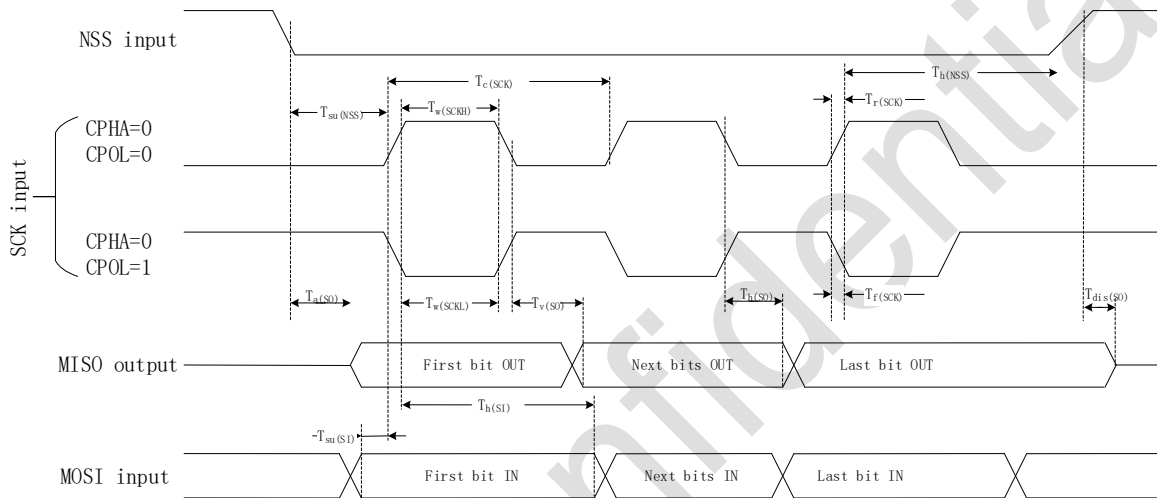 NSS input
Tc(SCK)
Th(NSS)
Tsu(NSS)
Tw(SCKH)
Tr(SCK)
CPHA=0
CPOL=0
SCK input
CPHA=0
CPOL=1
Ta(SO)
Tw(SCKL)
Tv(SO)
Th(SO)
Tf(SCK)
Tdis(SO)
MISO output
First bit OUT
Next bits OUT
Last bit OUT
Th(SI)
-Tsu(SI)
MOSI input
First bit IN
Next bits IN
Last bit IN
nfidentia